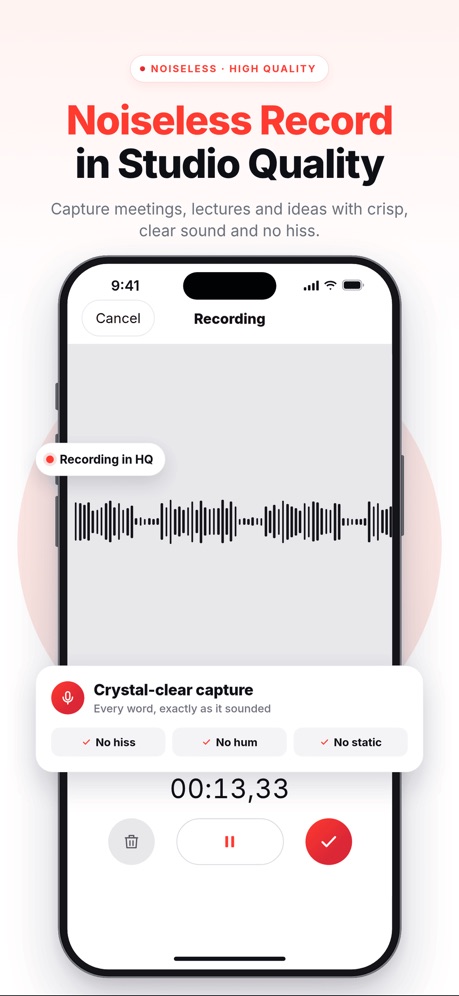 NOISELESS · HIGH QUALITY
Noiseless Record
in Studio Quality
Capture meetings, lectures and ideas with crisp,
clear sound and no hiss.
9:41
Cancel
Recording
Recording in HQ
Crystal-clear capture
Every word, exactly as it sounded
No hiss
No hum
No static
00:13,33